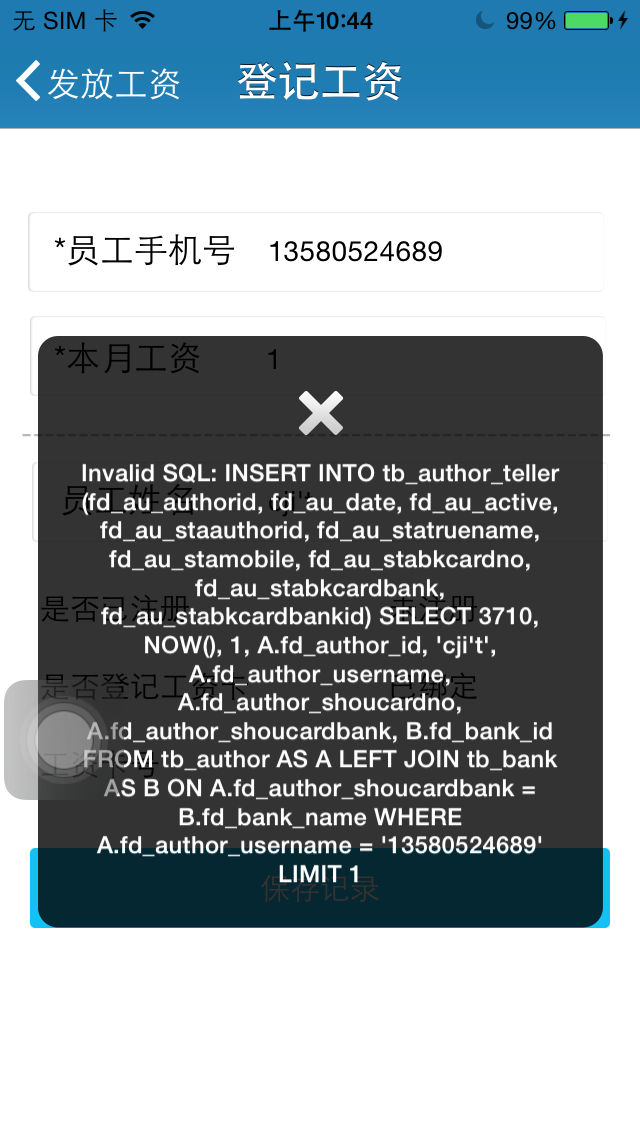 无 SIM 卡 上午10:44 99%
发放工资 登记工资
*员工手机号 13580524689
*本月工资 1
Invalid SQL: INSERT INTO tb_author_teller
(fd_au_authorid, fd_au_date, fd_au_active,
fd_au_staauthorid, fd_au_statruename,
fd_au_stamobile, fd_au_stabkcardno,
fd_au_stabkcardbank,
fd_au_stabkcardbankid) SELECT 3710,
NOW(), 1, A.fd_author_id, 'cji't',
A.fd_author_username,
A.fd_author_shoucardno,
A.fd_author_shoucardbank, B.fd_bank_id
FROM tb_author AS A LEFT JOIN tb_bank
AS B ON A.fd_author_shoucardbank =
B.fd_bank_name WHERE
A.fd_author_username = '13580524689'
LIMIT 1
员工姓名 cji't
是否已注册 未注册
是否登记工资卡 已绑定
工资卡号
保存记录